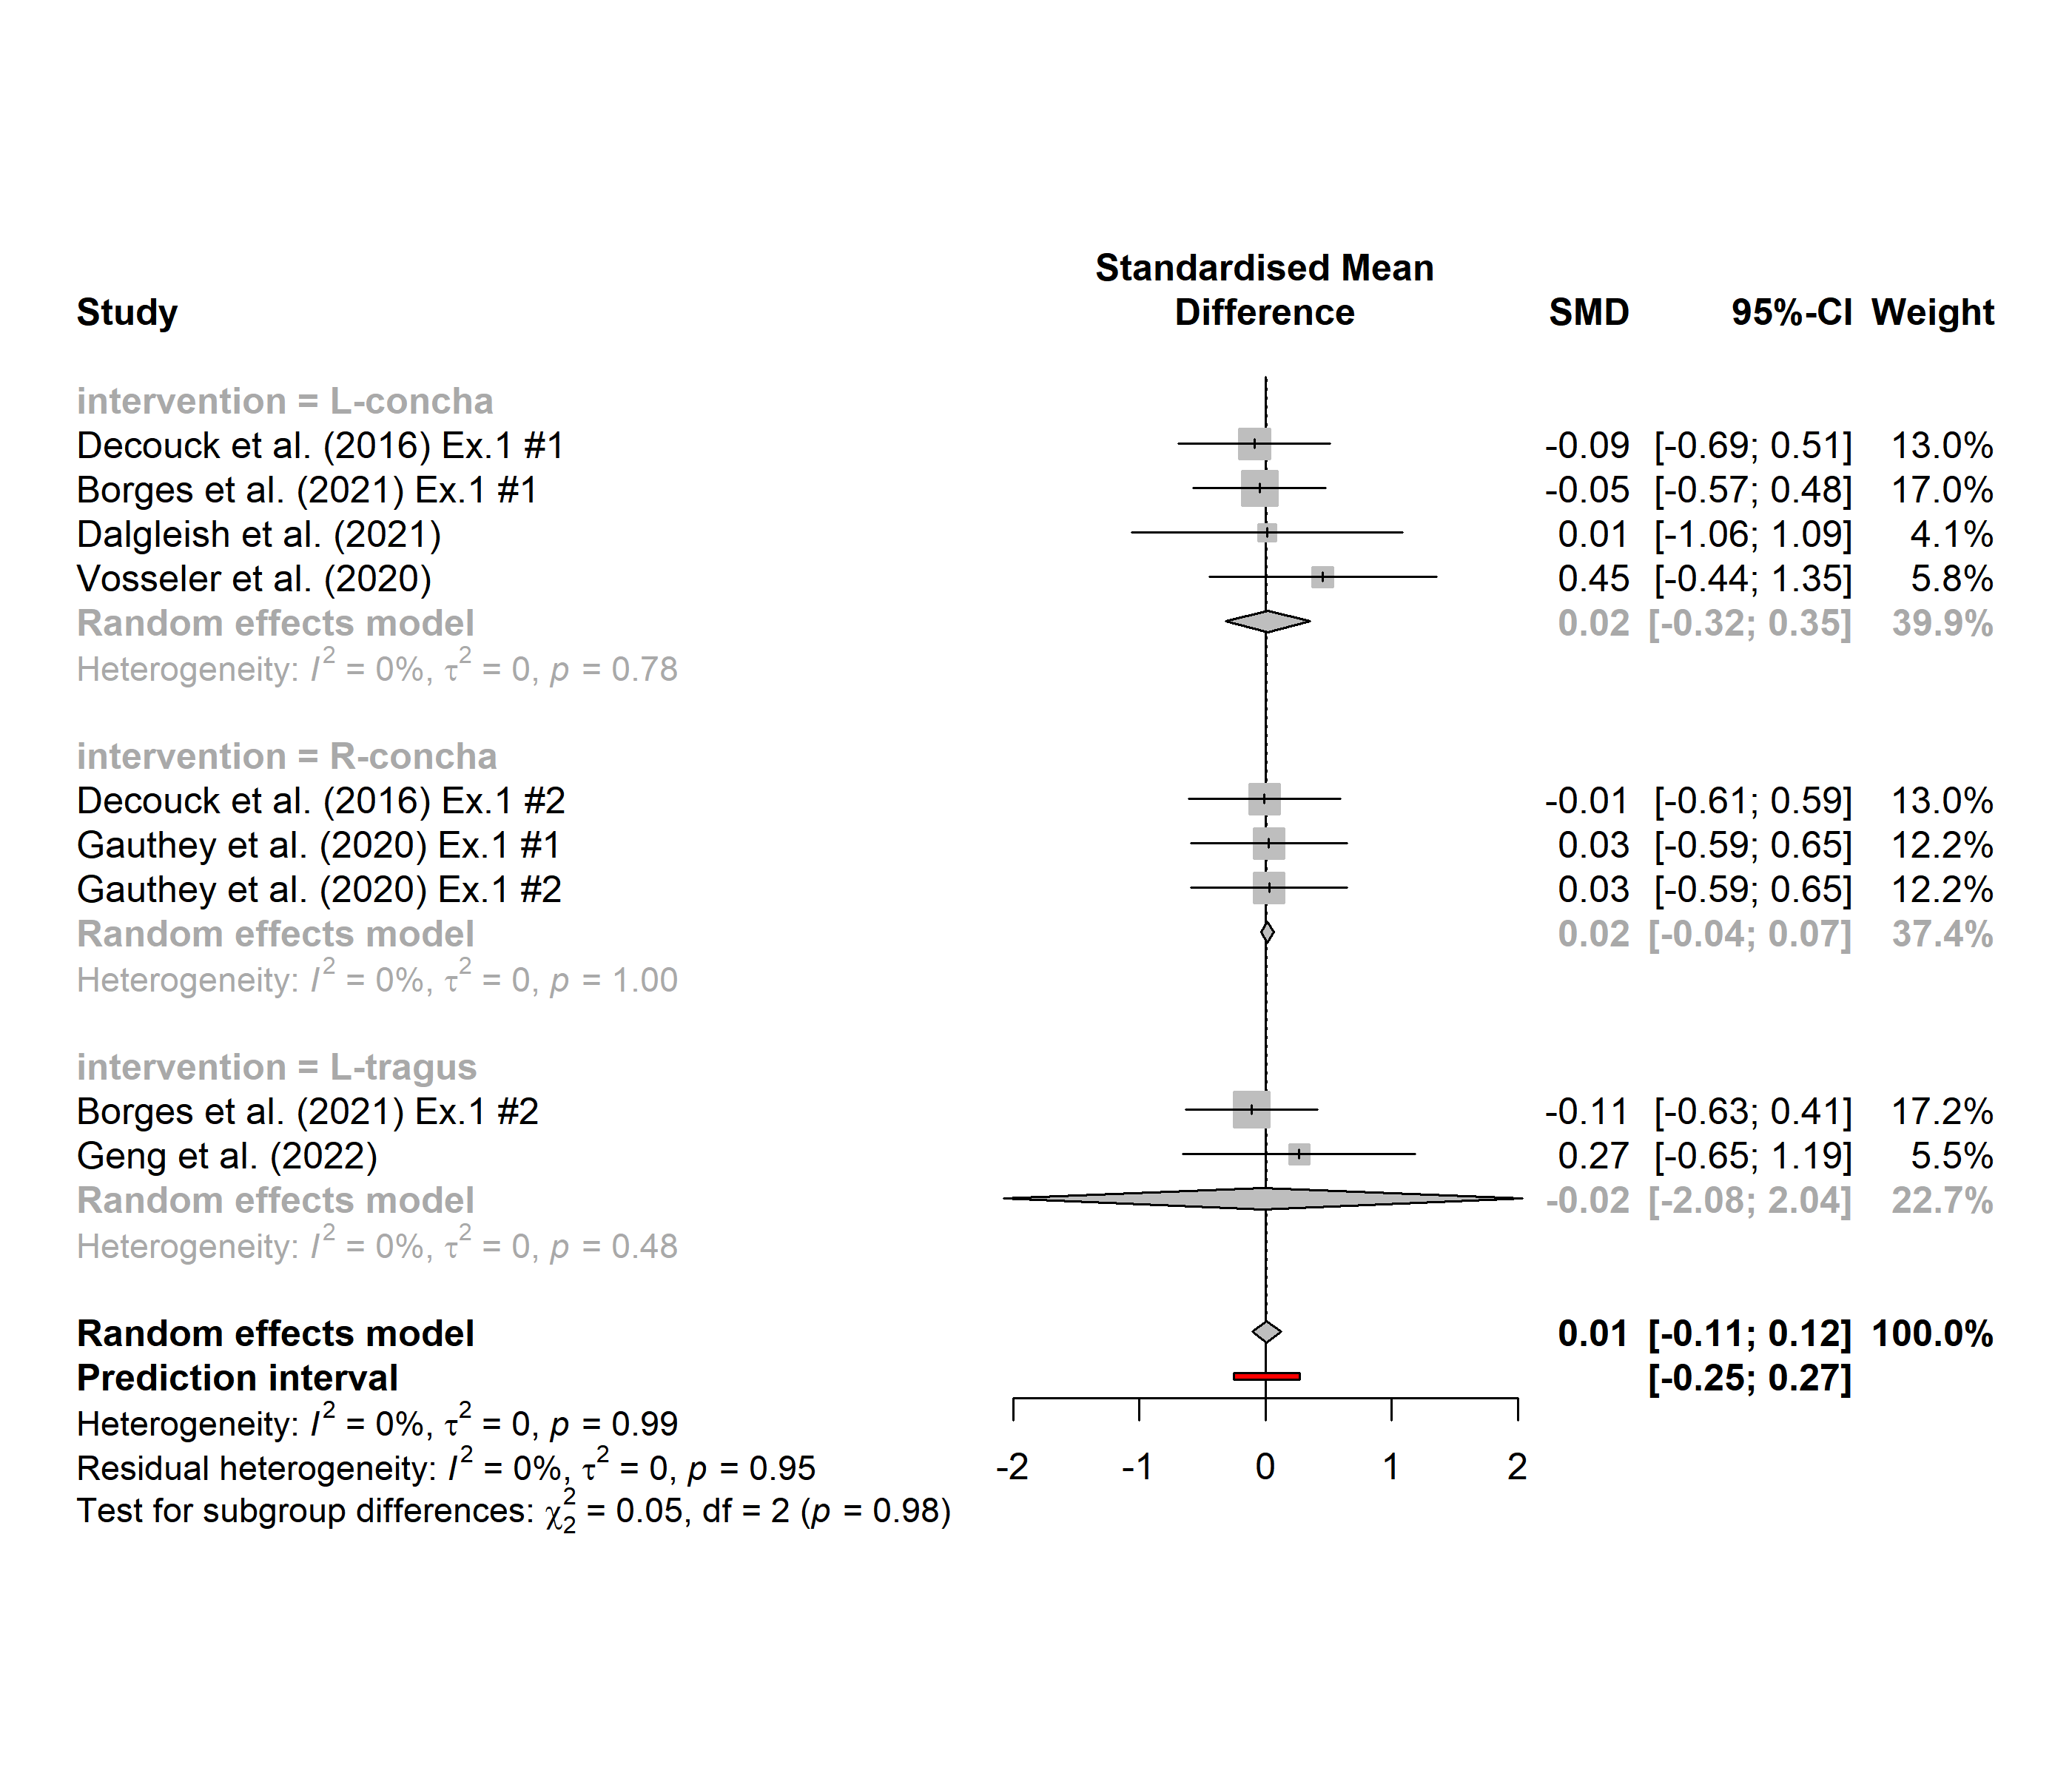 Standardised Mean
Study Difference SMD 95%-CI Weight
intervention = L-concha
Decouck et al. (2016) Ex.1 #1 -0.09 [-0.69; 0.51] 13.0%
Borges et al. (2021) Ex.1 #1 -0.05 [-0.57; 0.48] 17.0%
Dalgleish et al. (2021) 0.01 [-1.06; 1.09] 4.1%
Vosseler et al. (2020) 0.45 [-0.44; 1.35] 5.8%
Random effects model 0.02 [-0.32; 0.35] 39.9%
Heterogeneity: I² = 0%, τ² = 0, p = 0.78
intervention = R-concha
Decouck et al. (2016) Ex.1 #2 -0.01 [-0.61; 0.59] 13.0%
Gauthey et al. (2020) Ex.1 #1 0.03 [-0.59; 0.65] 12.2%
Gauthey et al. (2020) Ex.1 #2 0.03 [-0.59; 0.65] 12.2%
Random effects model 0.02 [-0.04; 0.07] 37.4%
Heterogeneity: I² = 0%, τ² = 0, p = 1.00
intervention = L-tragus
Borges et al. (2021) Ex.1 #2 -0.11 [-0.63; 0.41] 17.2%
Geng et al. (2022) 0.27 [-0.65; 1.19] 5.5%
Random effects model -0.02 [-2.08; 2.04] 22.7%
Heterogeneity: I² = 0%, τ² = 0, p = 0.48
Random effects model 0.01 [-0.11; 0.12] 100.0%
Prediction interval [-0.25; 0.27]
Heterogeneity: I² = 0%, τ² = 0, p = 0.99
Residual heterogeneity: I² = 0%, τ² = 0, p = 0.95
-2 -1 0 1 2
Test for subgroup differences: χ²₂ = 0.05, df = 2 (p = 0.98)